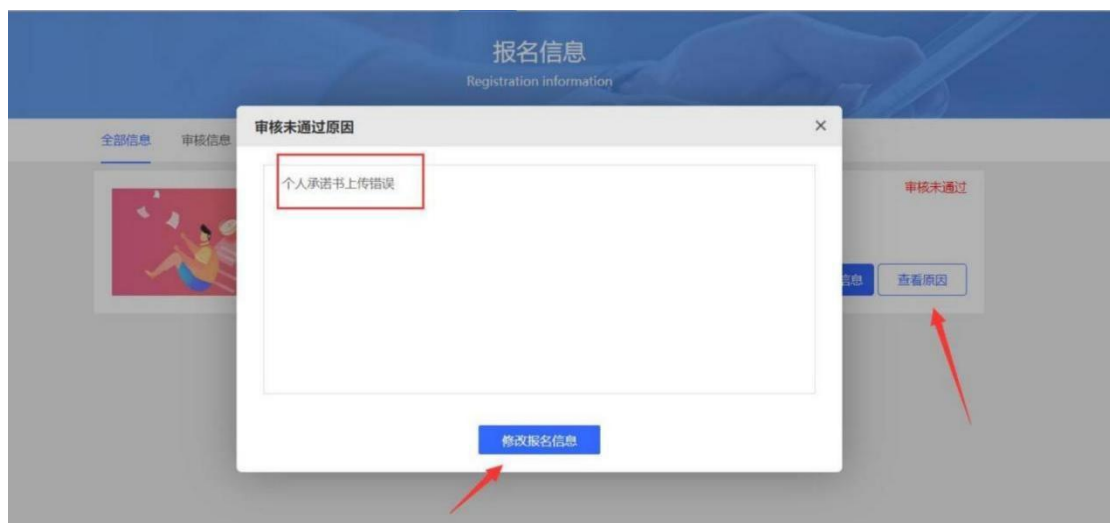 报名信息
Registration information
审核未通过原因
全部信息 审核信息
个人承诺书上传错误
审核未通过
信息 查看原因
修改报名信息